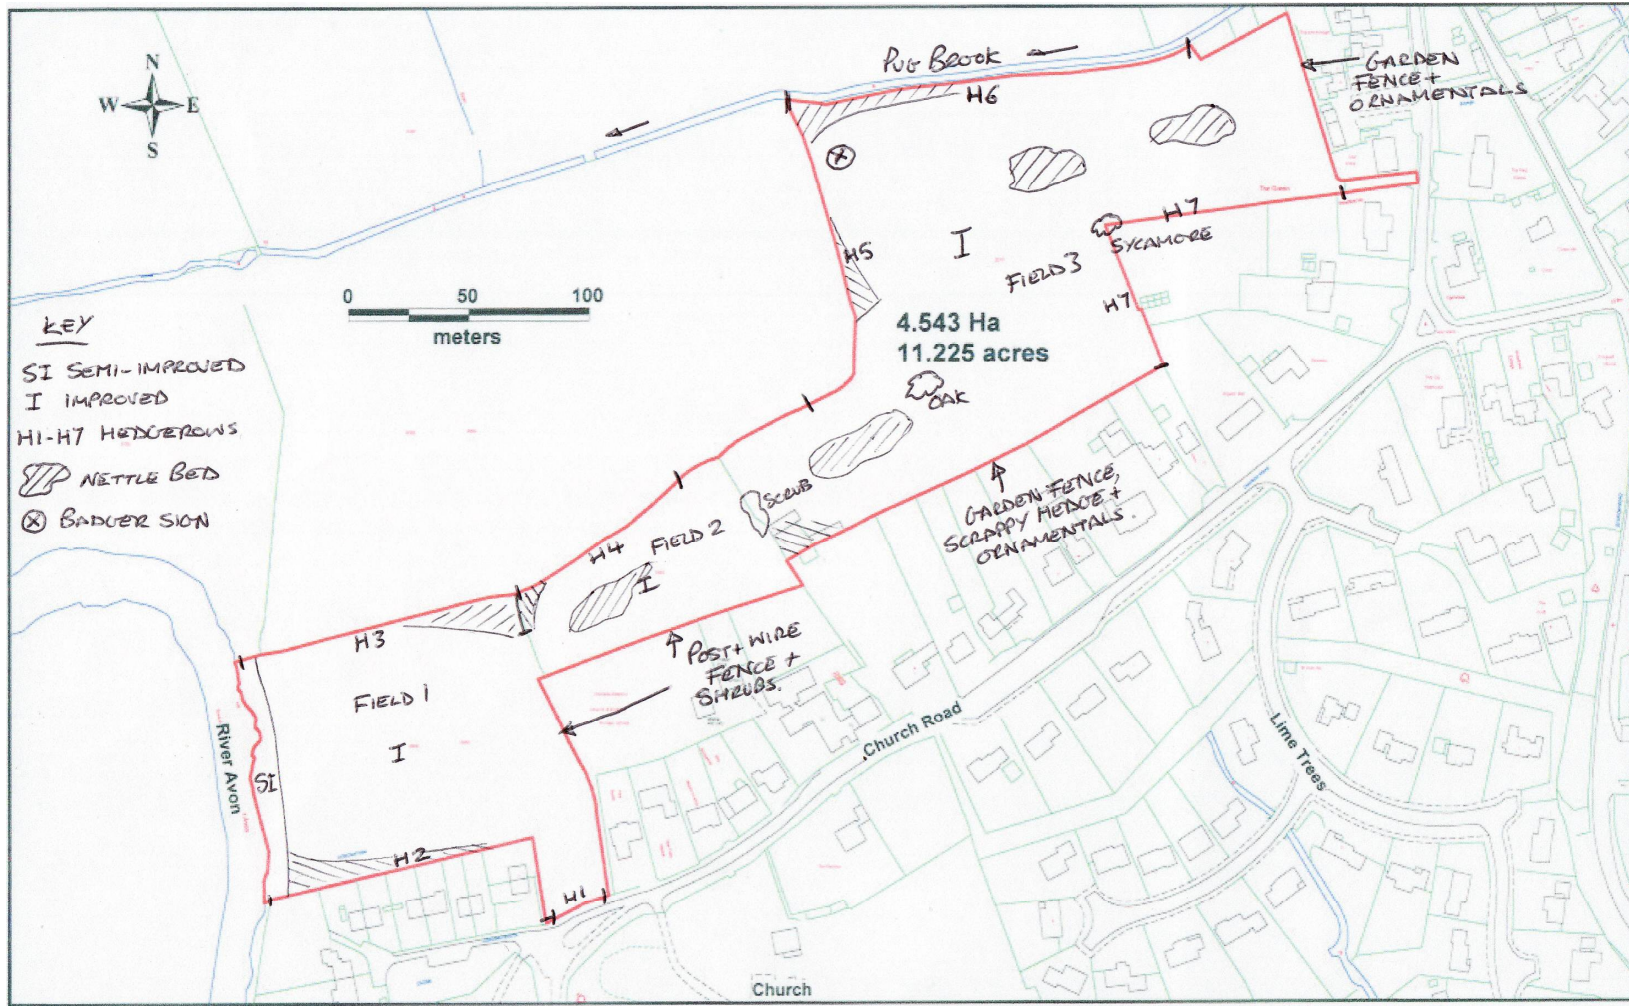 N
W E
S
PUG BROOK
GARDEN
FENCE +
ORNAMENTALS
H6
H7
SYCAMORE
I
H5
FIELD 3
H7
0 50 100
meters
4.543 Ha
11.225 acres
KEY
SI SEMI-IMPROVED
I IMPROVED
H1-H7 HEDGEROWS
NETTLE BED
BADGER SIGN
OAK
SCRUB
GARDEN FENCE,
SCRAPPY HEDGE +
ORNAMENTALS.
H4
FIELD 2
I
H3
POST + WIRE
FENCE +
SHRUBS.
FIELD 1
I
SI
River Avon
Church Road
Lime Trees
H2
H1
Church